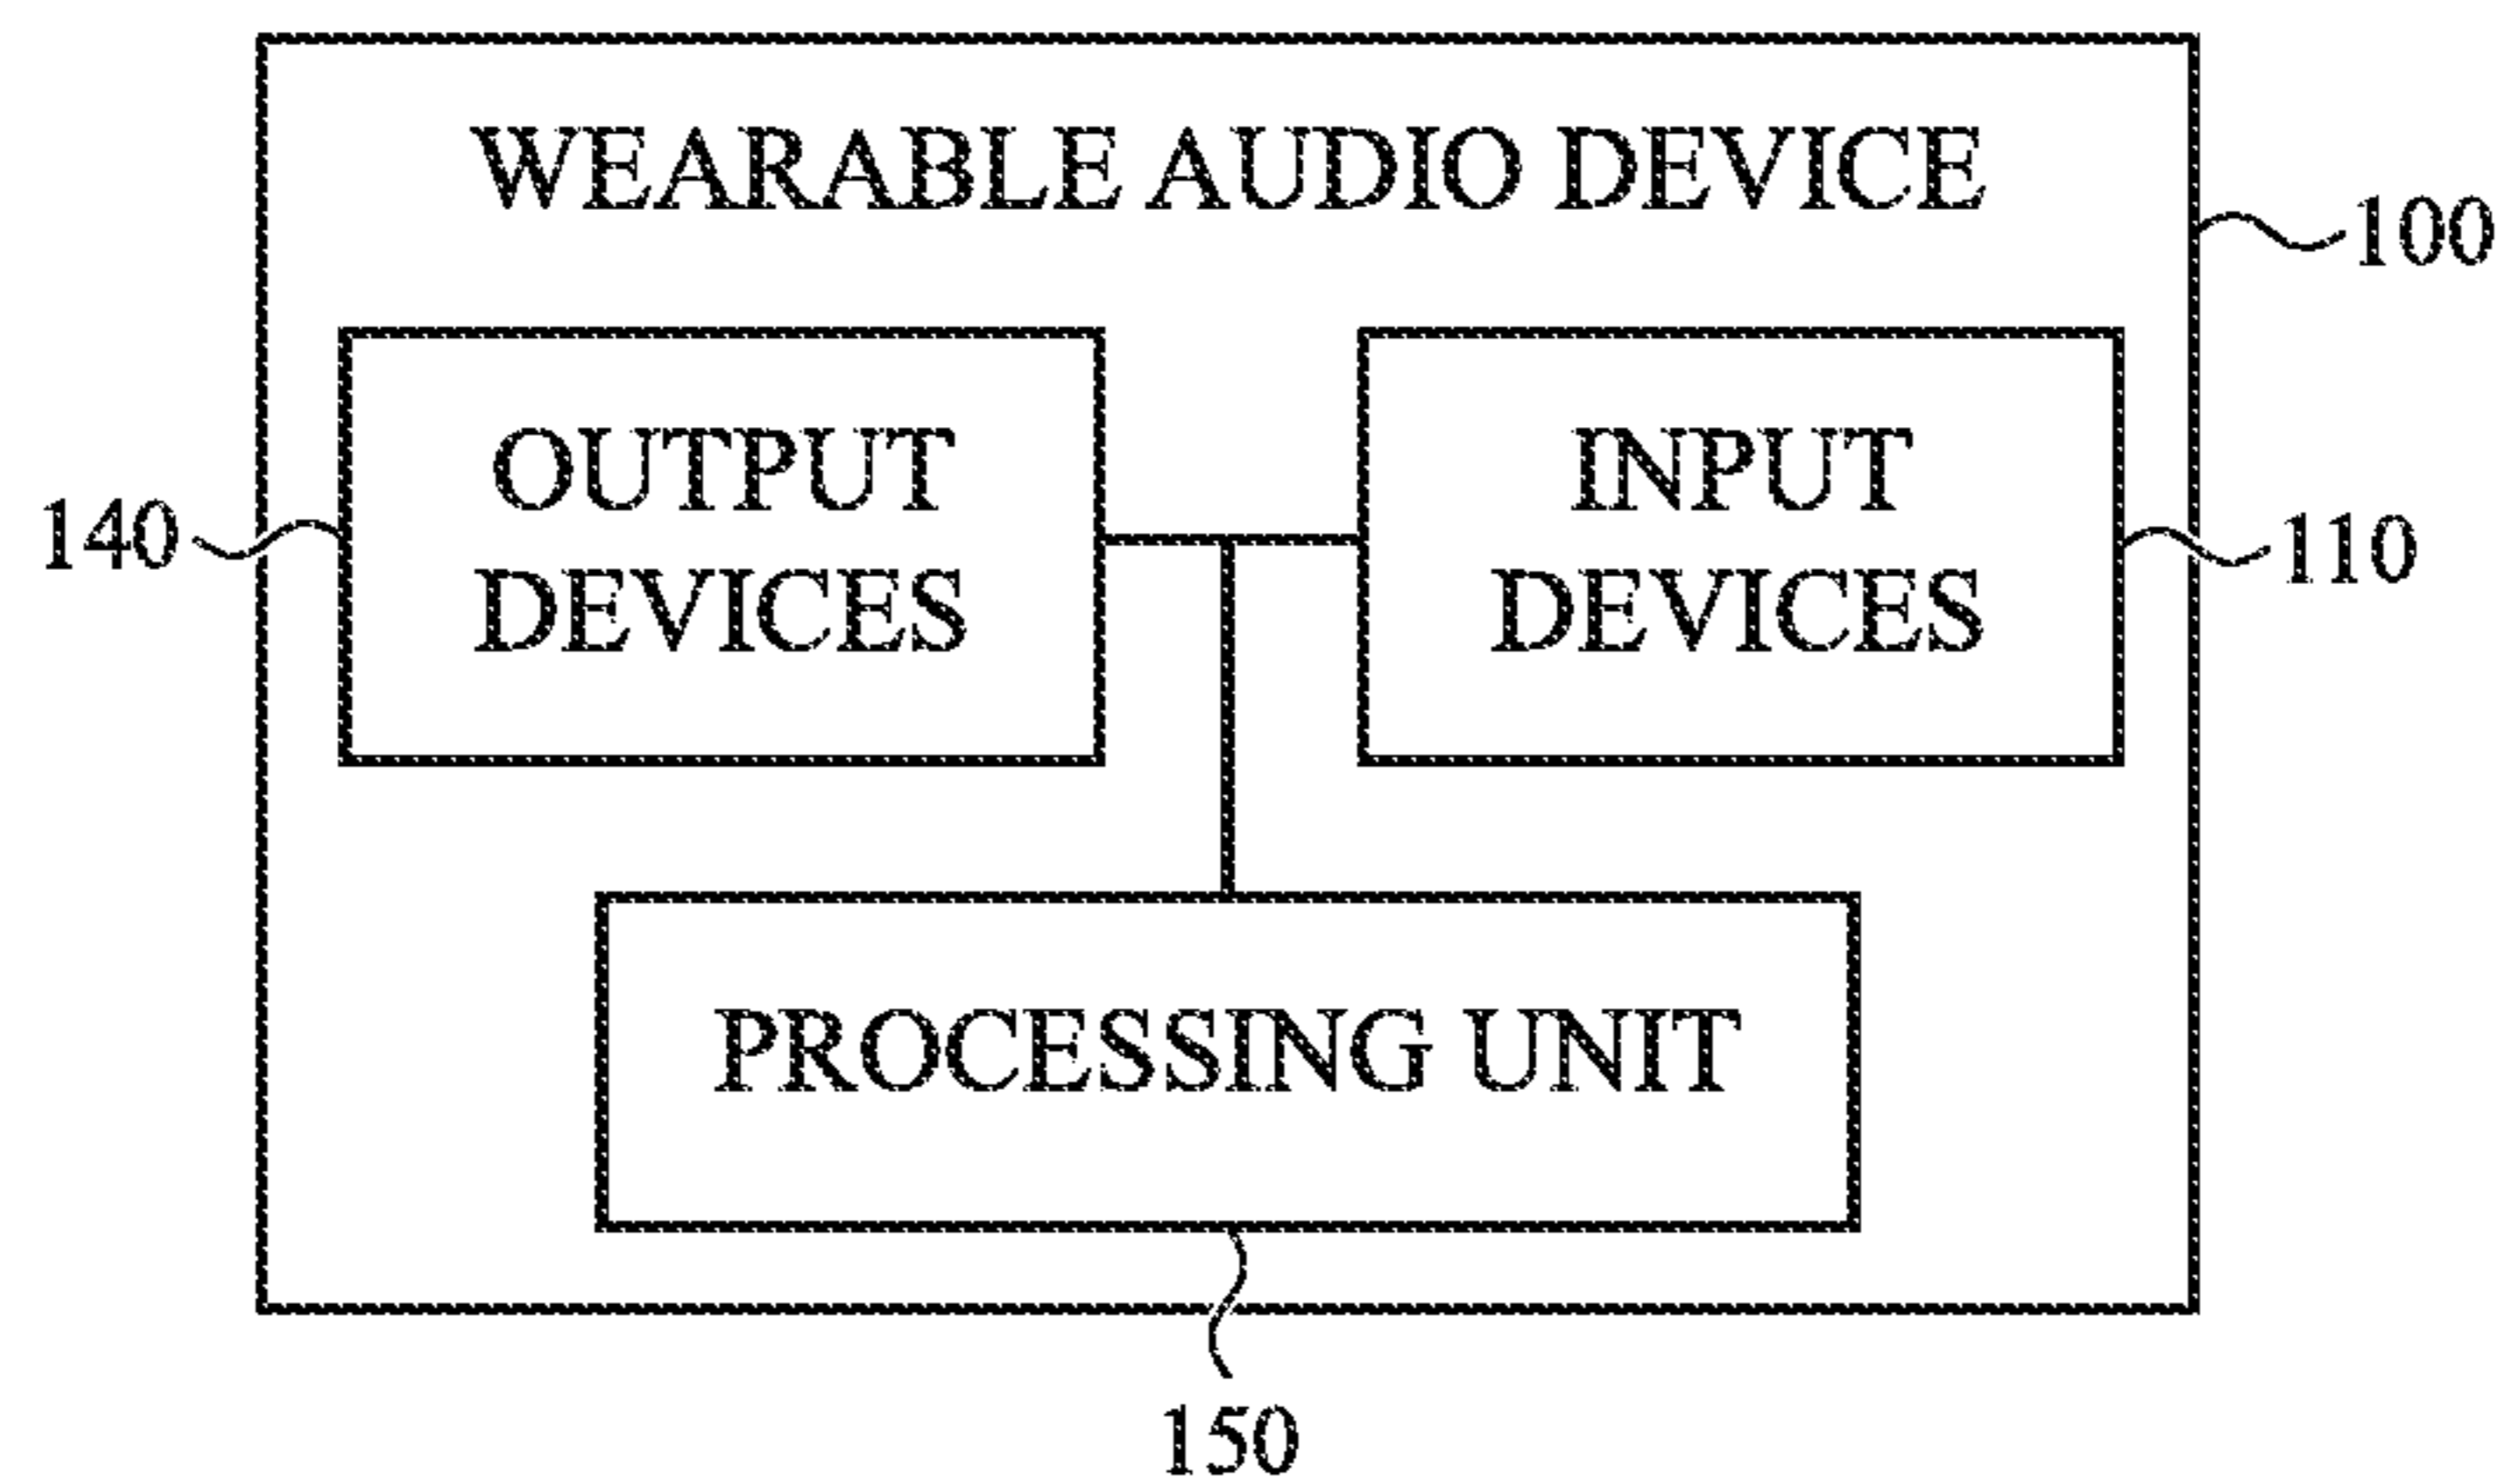 WEARABLE AUDIO DEVICE
100
OUTPUT
DEVICES
140
INPUT
DEVICES
110
PROCESSING UNIT
150